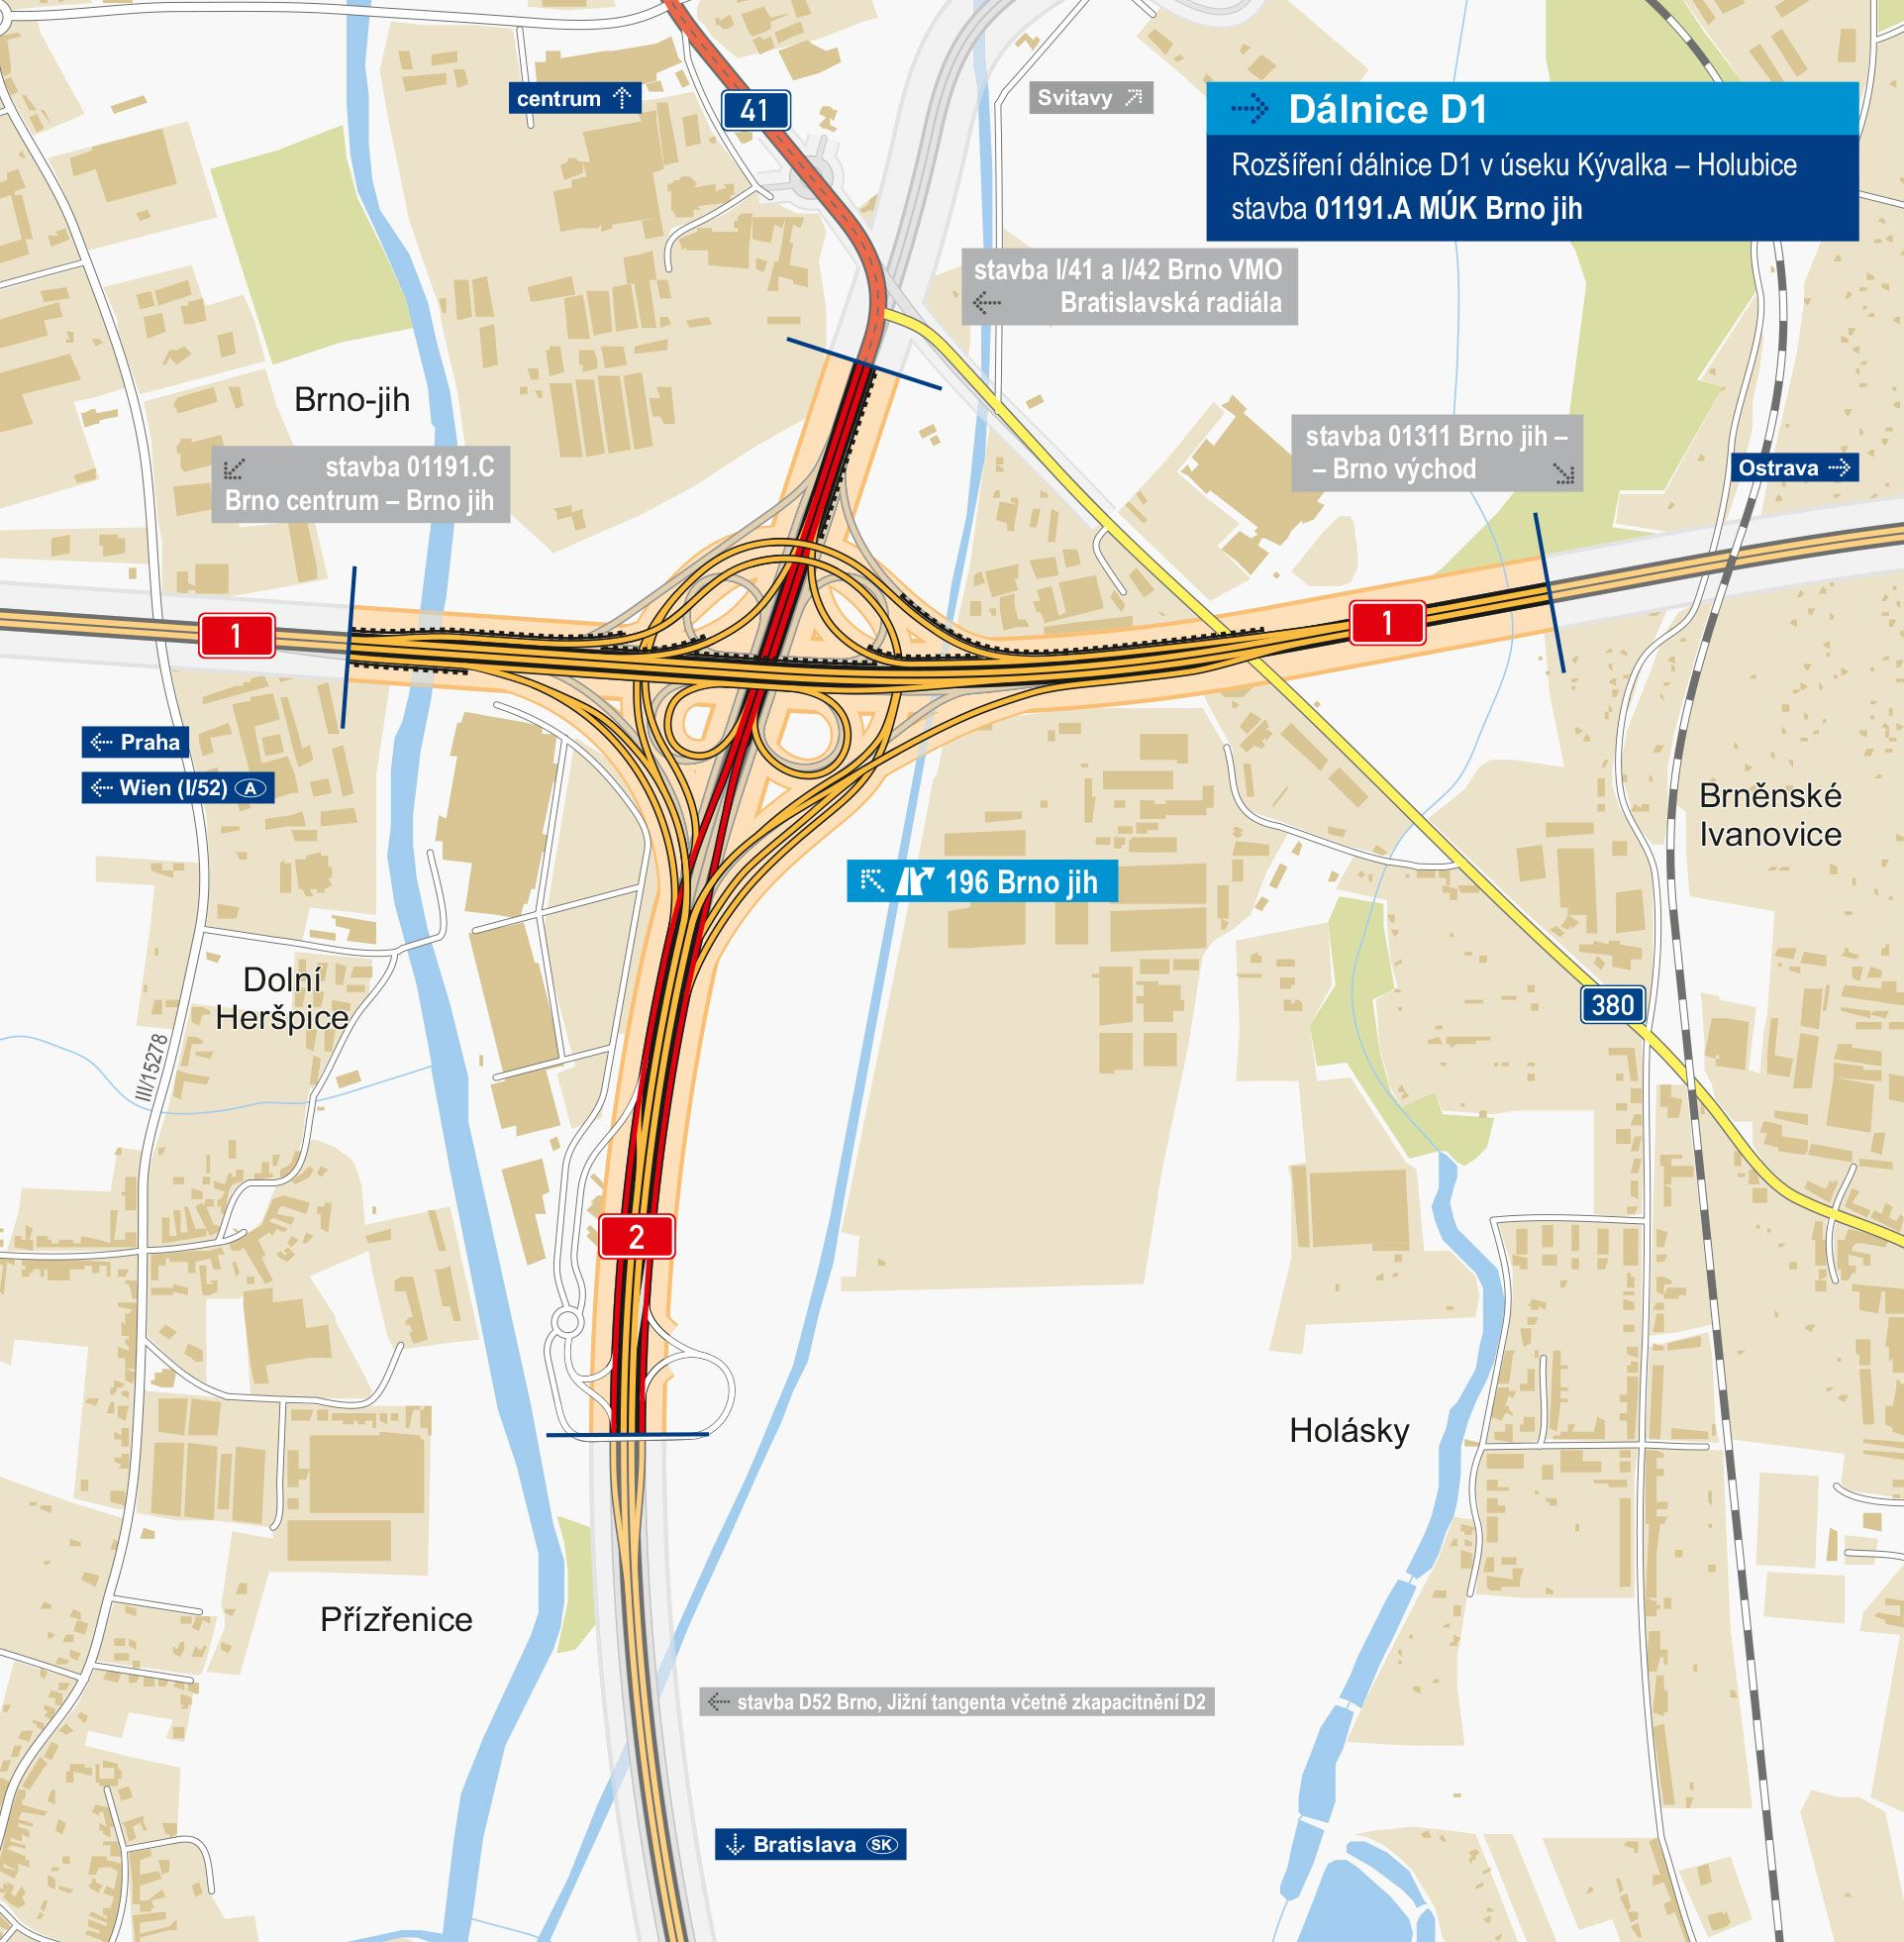 centrum
41
Svitavy
Dálnice D1
Rozšíření dálnice D1 v úseku Kývalka – Holubice
stavba 01191.A MÚK Brno jih
stavba I/41 a I/42 Brno VMO
Bratislavská radiála
Brno-jih
stavba 01191.C
Brno centrum – Brno jih
stavba 01311 Brno jih –
– Brno východ
Ostrava
1
1
Praha
Wien (I/52) A
Brněnské
Ivanovice
196 Brno jih
Dolní
Heršpice
380
III/15278
2
Holásky
Přízřenice
stavba D52 Brno, Jižní tangenta včetně zkapacitnění D2
Bratislava SK